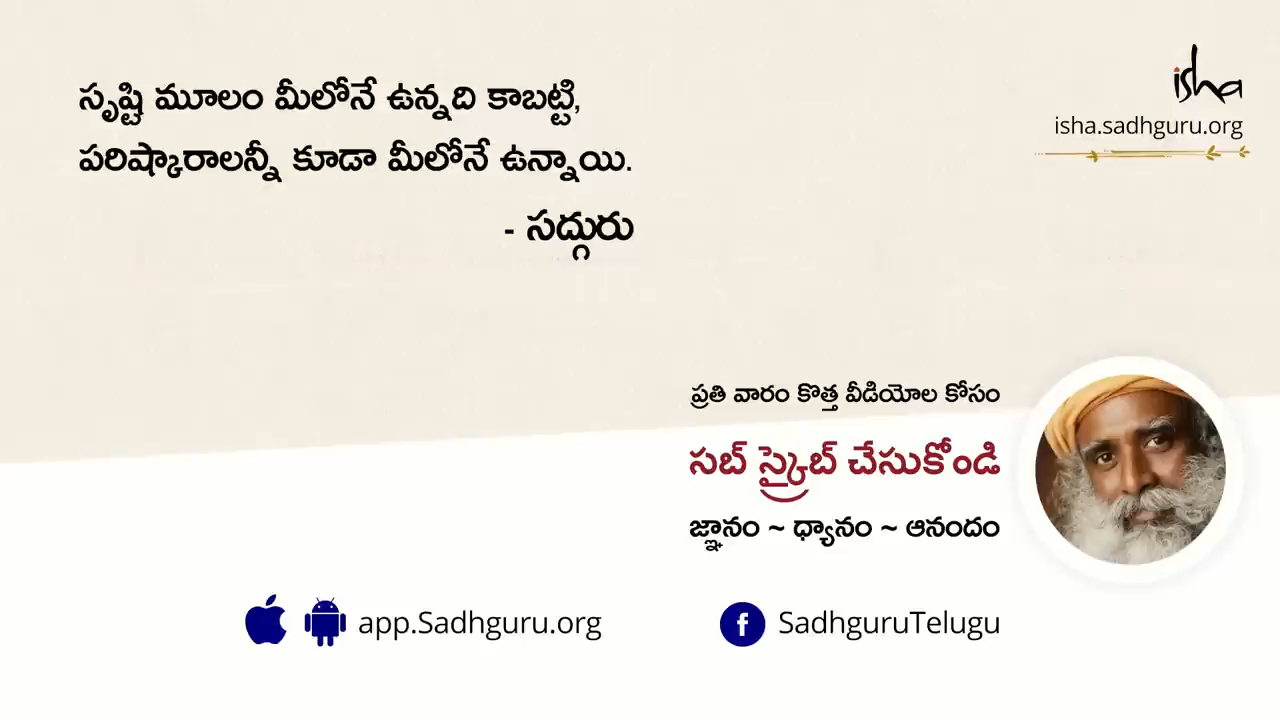 సృష్టి మూలం మీలోనే ఉన్నది కాబట్టి,
పరిష్కారాలన్నీ కూడా మీలోనే ఉన్నాయి.
- సద్గురు
isha
isha.sadhguru.org
ప్రతి వారం కొత్త వీడియోల కోసం
సబ్ స్క్రైబ్ చేసుకోండి
జ్ఞానం ~ ధ్యానం ~ ఆనందం
app.Sadhguru.org
f SadhguruTelugu